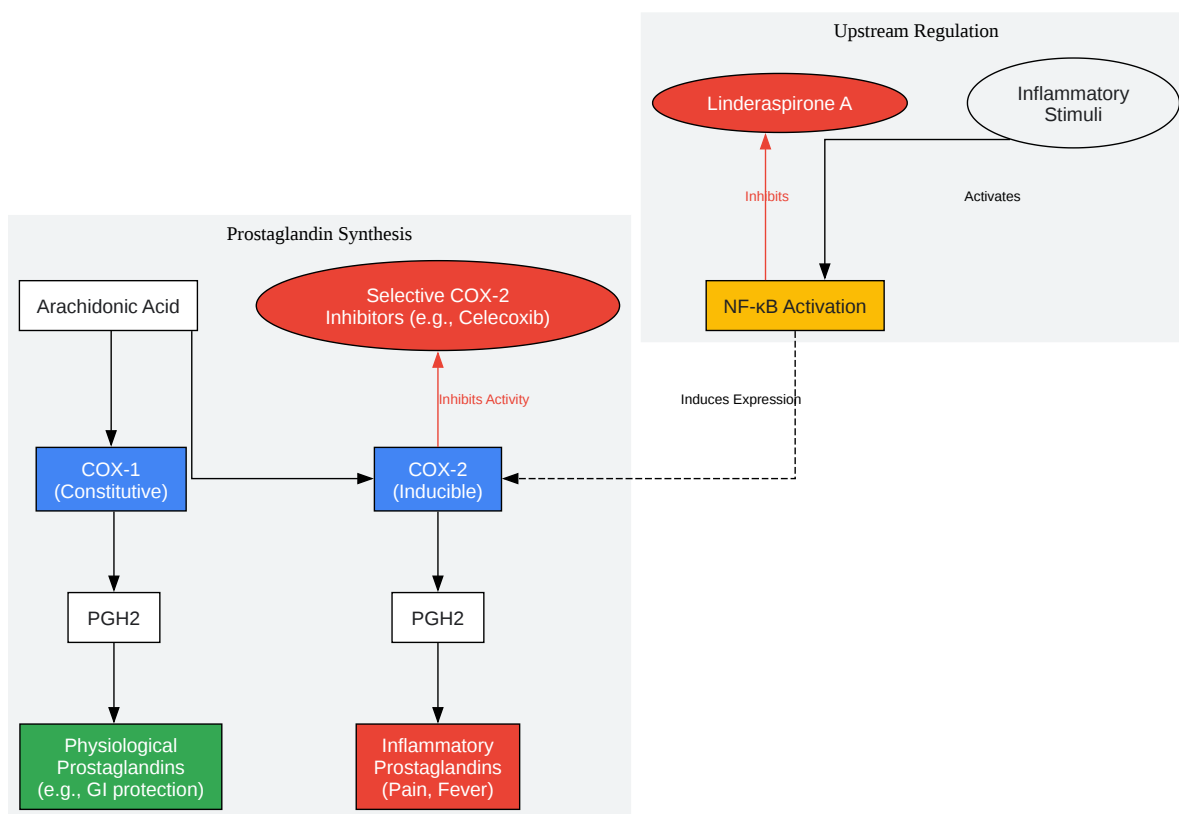 Upstream Regulation
Linderaspirone A
Inflammatory
Stimuli
Inhibits
Activates
NF-κB Activation
Induces Expression
Prostaglandin Synthesis
Arachidonic Acid
Selective COX-2
Inhibitors (e.g., Celecoxib)
Inhibits Activity
COX-1
(Constitutive)
COX-2
(Inducible)
PGH2
PGH2
Physiological
Prostaglandins
(e.g., GI protection)
Inflammatory
Prostaglandins
(Pain, Fever)